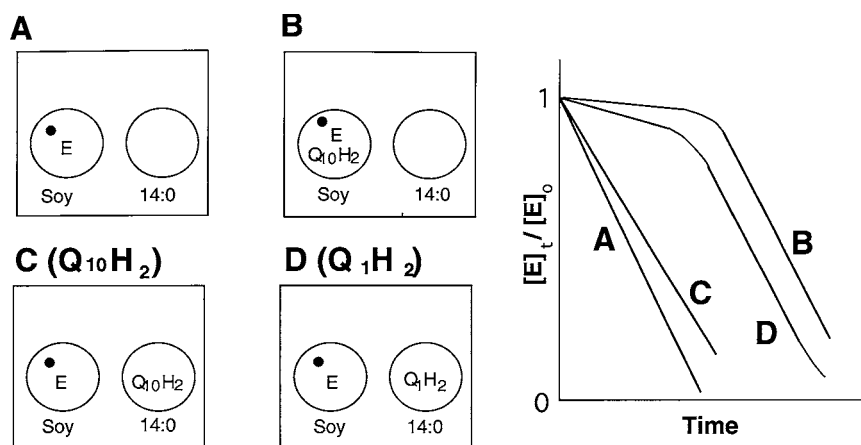 A
E
Soy 14:0
B
E
Q10H2
Soy 14:0
C (Q10H2)
E Q10H2
Soy 14:0
D (Q1H2)
E Q1H2
Soy 14:0
[E]t / [E]o
1
0
A
C
B
D
Time